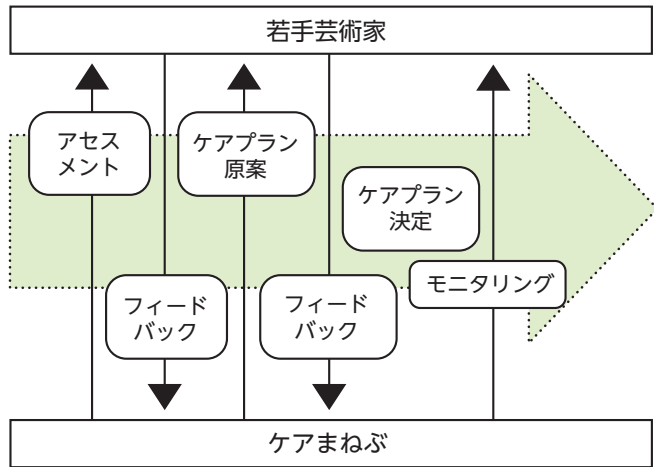 若手芸術家
アセス
メント
ケアプラン
原案
ケアプラン
決定
モニタリング
フィード
バック
フィード
バック
ケアまねぶ